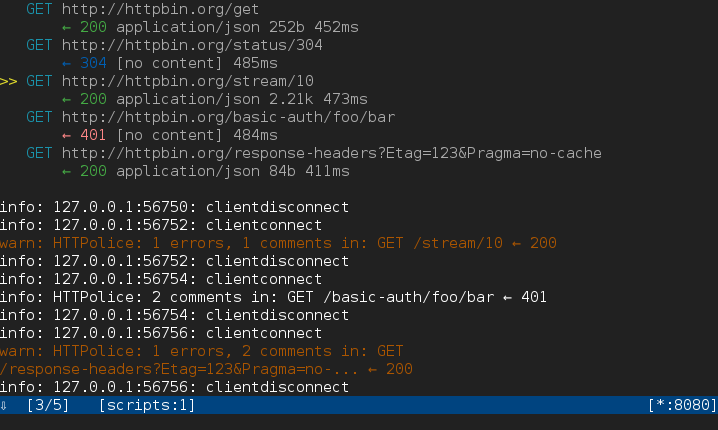 GET http://httpbin.org/get
← 200 application/json 252b 452ms
GET http://httpbin.org/status/304
← 304 [no content] 485ms
>> GET http://httpbin.org/stream/10
← 200 application/json 2.21k 473ms
GET http://httpbin.org/basic-auth/foo/bar
← 401 [no content] 484ms
GET http://httpbin.org/response-headers?Etag=123&Pragma=no-cache
← 200 application/json 84b 411ms
info: 127.0.0.1:56750: clientdisconnect
info: 127.0.0.1:56752: clientconnect
warn: HTTPolice: 1 errors, 1 comments in: GET /stream/10 ← 200
info: 127.0.0.1:56752: clientdisconnect
info: 127.0.0.1:56754: clientconnect
info: HTTPolice: 2 comments in: GET /basic-auth/foo/bar ← 401
info: 127.0.0.1:56754: clientdisconnect
info: 127.0.0.1:56756: clientconnect
warn: HTTPolice: 1 errors, 2 comments in: GET
/response-headers?Etag=123&Pragma=no-... ← 200
info: 127.0.0.1:56756: clientdisconnect
⇩ [3/5] [scripts:1] [*:8080]